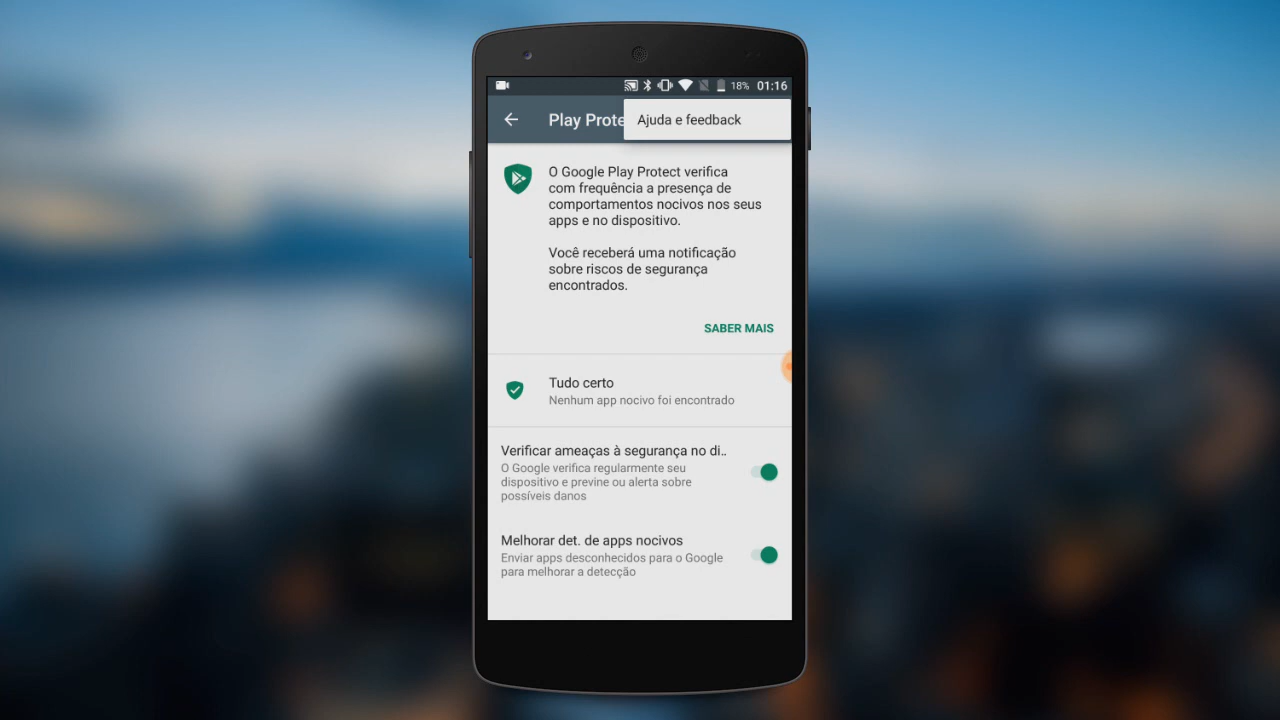 18% 01:16
Play Prote
Ajuda e feedback
O Google Play Protect verifica
com frequência a presença de
comportamentos nocivos nos seus
apps e no dispositivo.
Você receberá uma notificação
sobre riscos de segurança
encontrados.
SABER MAIS
Tudo certo
Nenhum app nocivo foi encontrado
Verificar ameaças à segurança no di..
O Google verifica regularmente seu
dispositivo e previne ou alerta sobre
possíveis danos
Melhorar det. de apps nocivos
Enviar apps desconhecidos para o Google
para melhorar a detecção